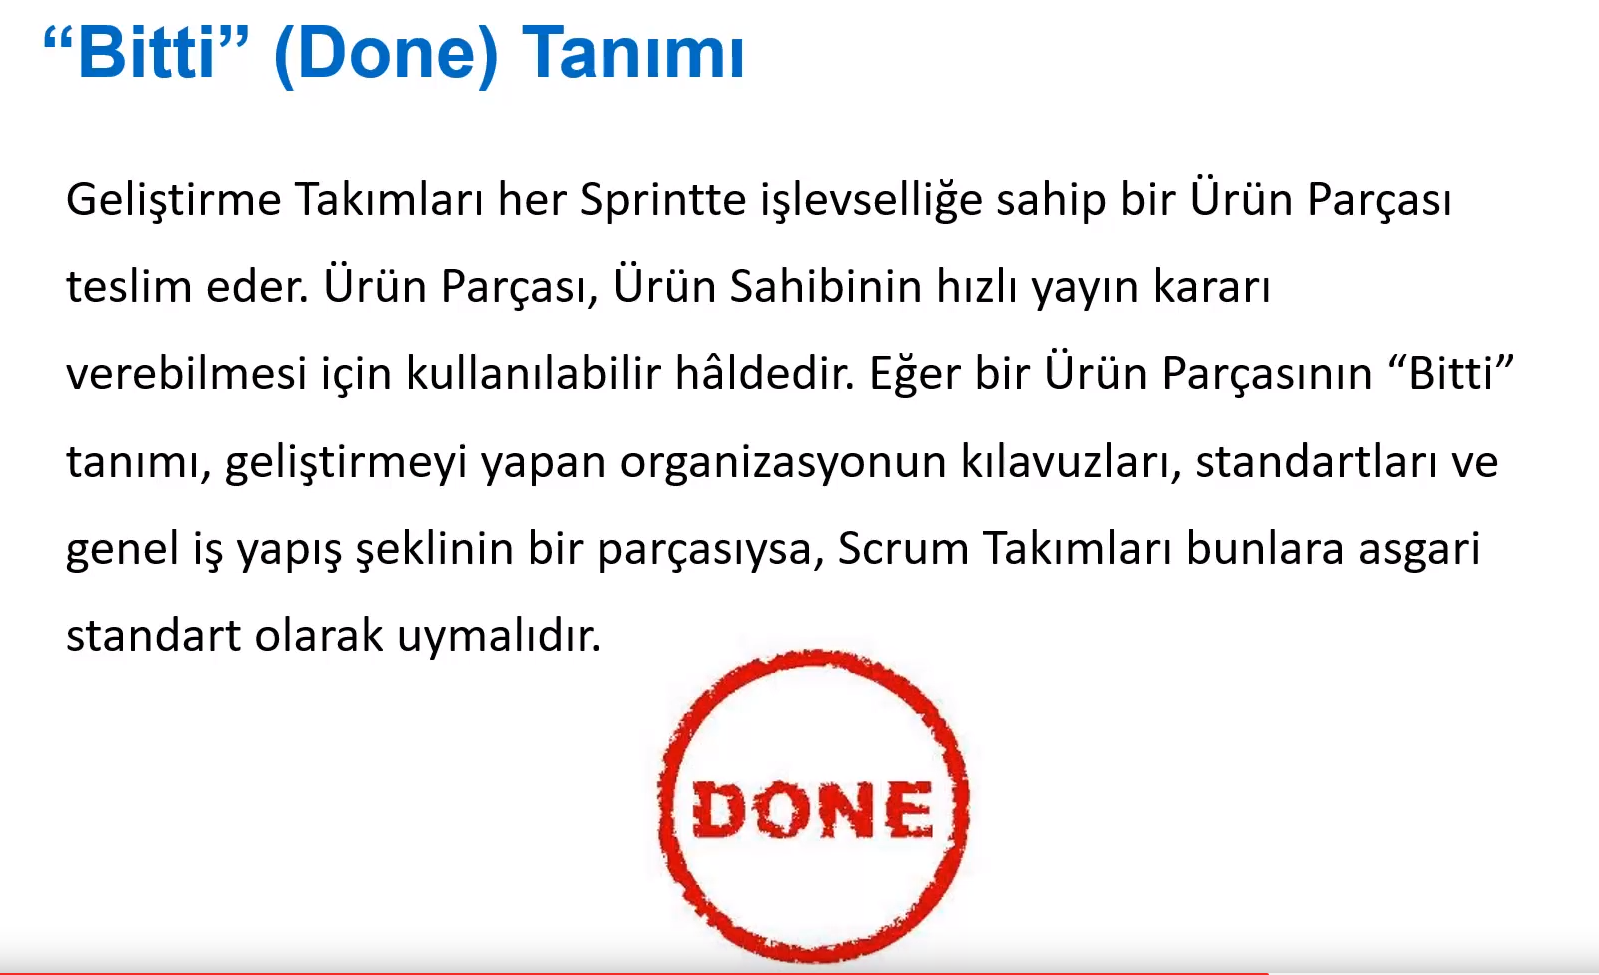 “Bitti” (Done) Tanımı
Geliştirme Takımları her Sprintte işlevselliğe sahip bir Ürün Parçası
teslim eder. Ürün Parçası, Ürün Sahibinin hızlı yayın kararı
verebilmesi için kullanılabilir hâldedir. Eğer bir Ürün Parçasının “Bitti”
tanımı, geliştirmeyi yapan organizasyonun kılavuzları, standartları ve
genel iş yapış şeklinin bir parçasıysa, Scrum Takımları bunlara asgari
standart olarak uymalıdır.
DONE